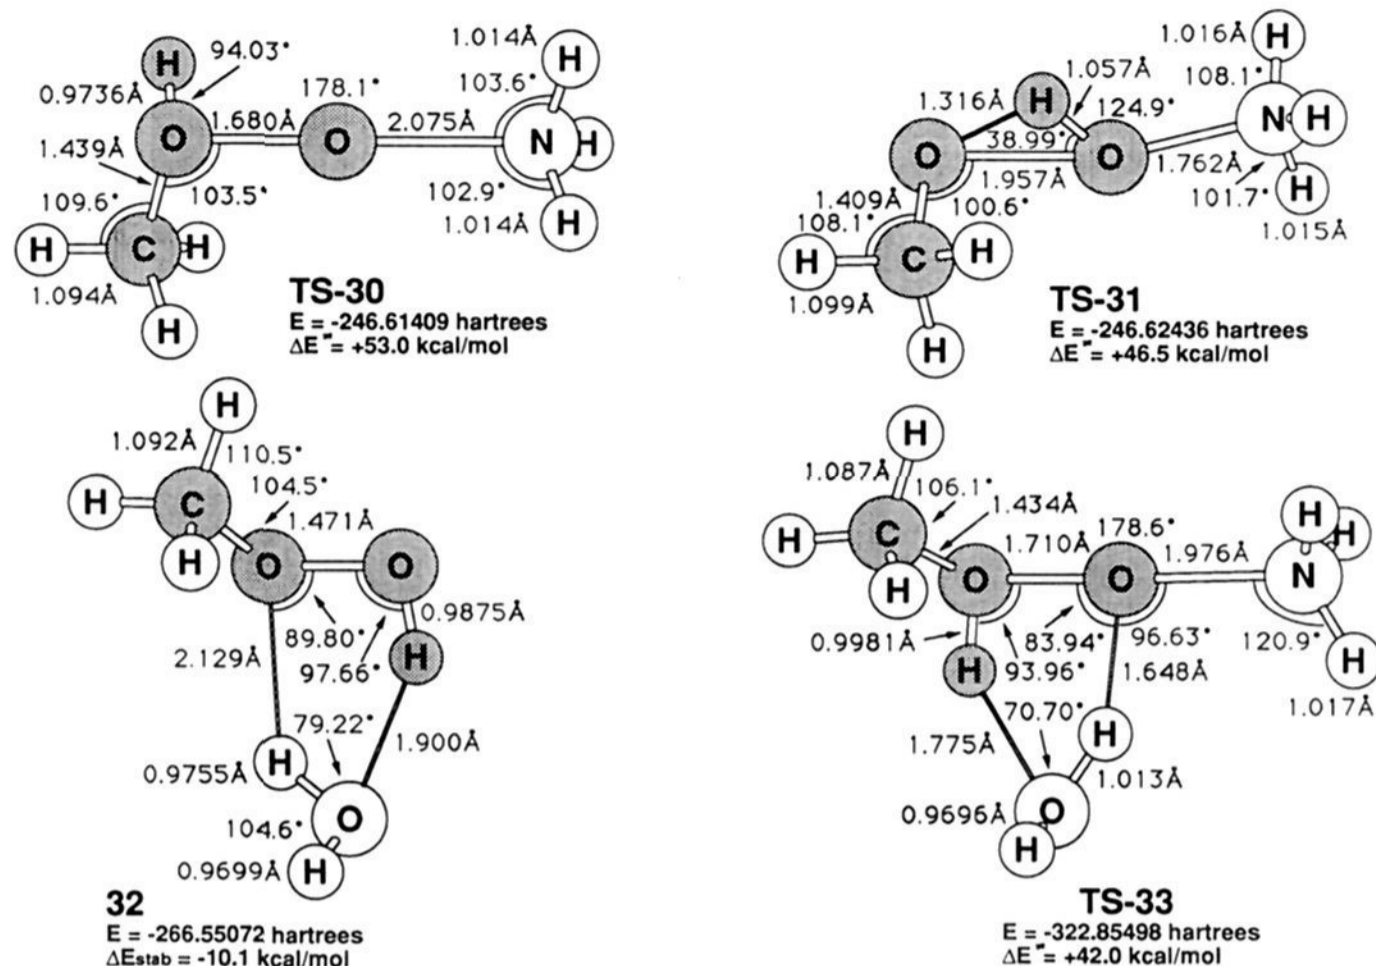 H
94.03°
0.9736Å
O
1.680Å
178.1°
O
2.075Å
1.014Å
H
103.6°
N
H
102.9°
1.014Å
H
1.439Å
103.5°
109.6°
H
C
H
1.094Å
H
TS-30
E = -246.61409 hartrees
ΔE≠= +53.0 kcal/mol
1.016Å
H
1.057Å
108.1°
1.316Å
H
124.9°
N
H
O
38.99°
O
1.957Å
1.762Å
101.7°
H
1.015Å
1.409Å
100.6°
108.1°
H
C
H
1.099Å
H
TS-31
E = -246.62436 hartrees
ΔE≠= +46.5 kcal/mol
H
1.092Å
110.5°
H
C
104.5°
1.471Å
H
O
O
0.9875Å
89.80°
H
97.66°
2.129Å
79.22°
1.900Å
H
0.9755Å
O
104.6°
H
0.9699Å
32
E = -266.55072 hartrees
ΔEstab = -10.1 kcal/mol
H
1.087Å
106.1°
1.434Å
H
C
1.710Å
178.6°
1.976Å
H
H
H
O
O
N
0.9981Å
83.94°
96.63°
120.9°
H
93.96°
1.648Å
H
1.017Å
70.70°
H
1.775Å
1.013Å
O
0.9696Å
H
TS-33
E = -322.85498 hartrees
ΔE≠= +42.0 kcal/mol